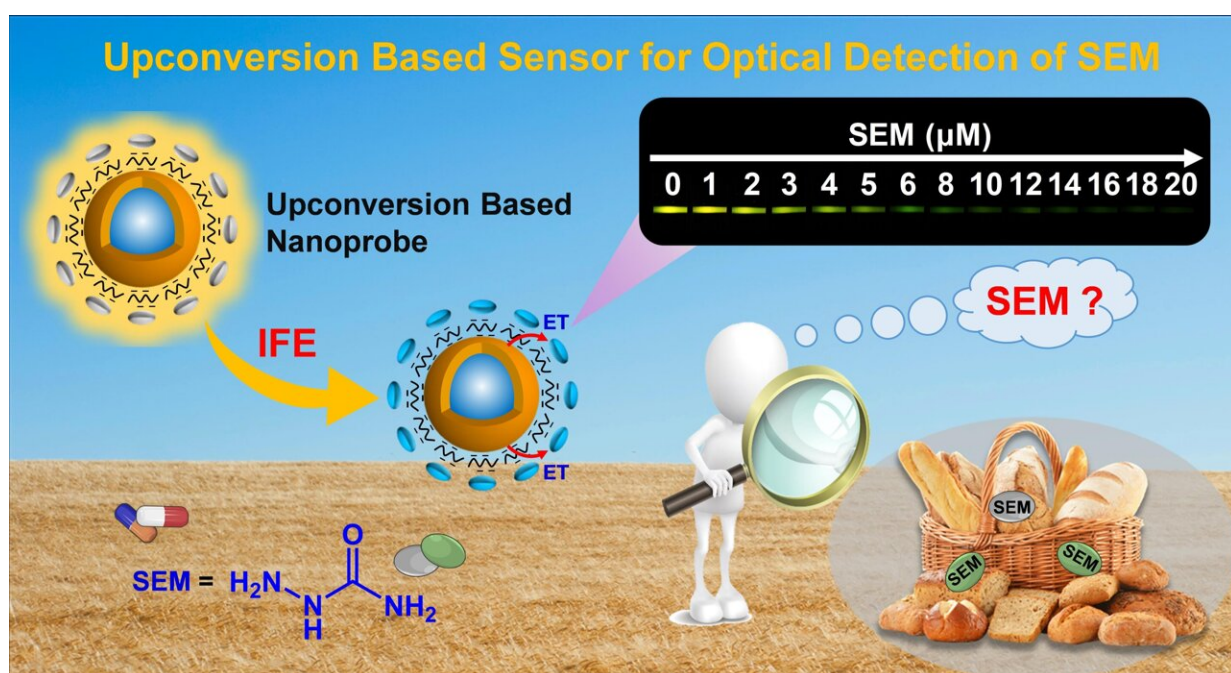 Upconversion Based Sensor for Optical Detection of SEM
SEM (µM)
0 1 2 3 4 5 6 8 10 12 14 16 18 20
Upconversion Based
Nanoprobe
IFE
ET
ET
SEM ?
SEM
SEM
SEM
SEM = H₂N N H O NH₂